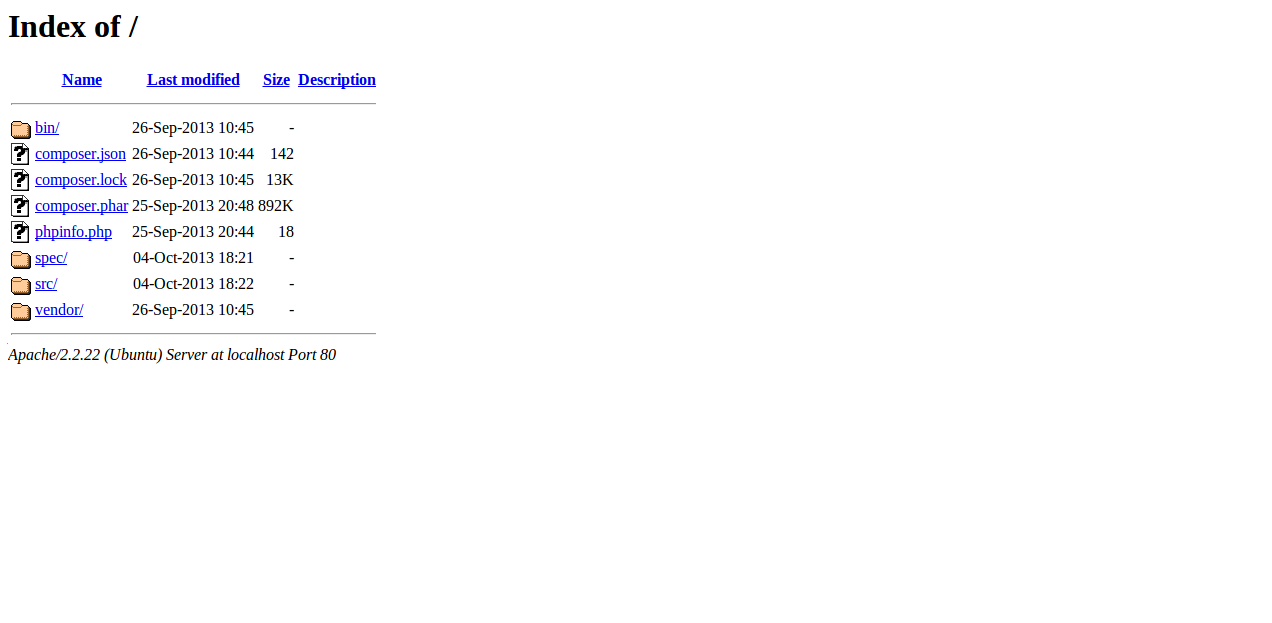 Index of /
Name Last modified Size Description
bin/ 26-Sep-2013 10:45 -
composer.json 26-Sep-2013 10:44 142
composer.lock 26-Sep-2013 10:45 13K
composer.phar 25-Sep-2013 20:48 892K
phpinfo.php 25-Sep-2013 20:44 18
spec/ 04-Oct-2013 18:21 -
src/ 04-Oct-2013 18:22 -
vendor/ 26-Sep-2013 10:45 -
Apache/2.2.22 (Ubuntu) Server at localhost Port 80